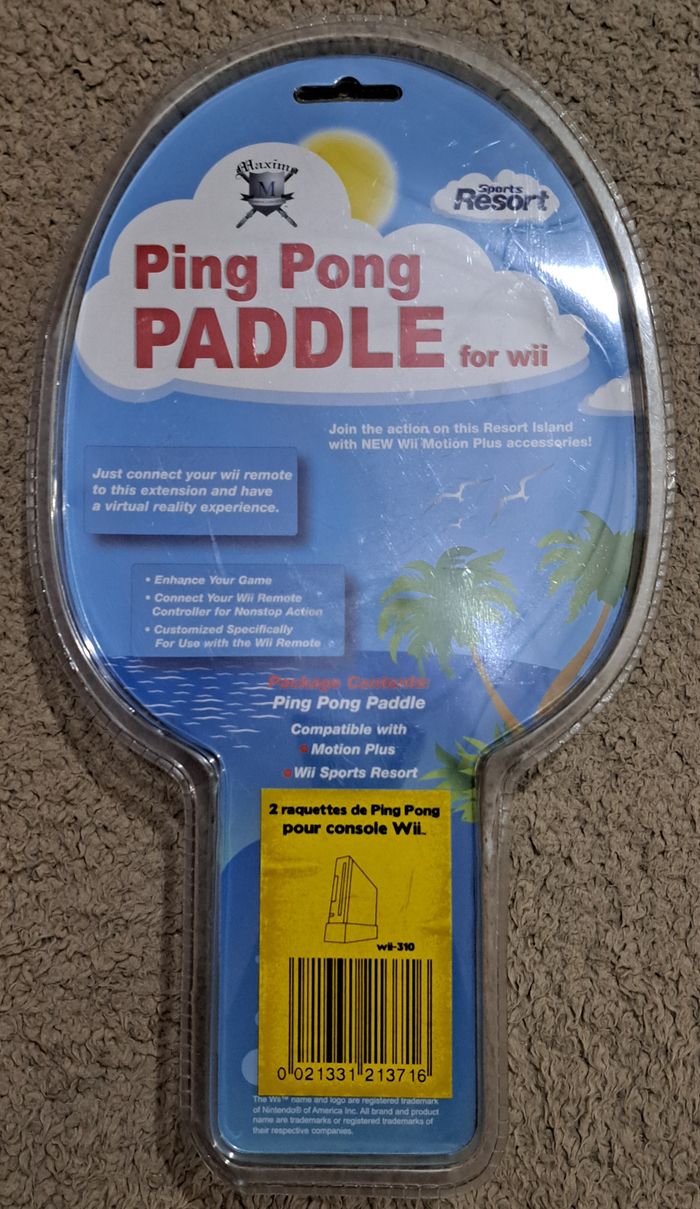 Maxim
M
Sports
Resort
Ping Pong
PADDLE for wii
Join the action on this Resort Island
with NEW Wii Motion Plus accessories!
Just connect your wii remote
to this extension and have
a virtual reality experience.
• Enhance Your Game
• Connect Your Wii Remote
Controller for Nonstop Action
• Customized Specifically
For Use with the Wii Remote
Package Contents:
Ping Pong Paddle
Compatible with
• Motion Plus
• Wii Sports Resort
2 raquettes de Ping Pong
pour console Wii™
wii-310
0 021331 213716
The Wii™ name and logo are registered trademark
of Nintendo® of America Inc. All brand and product
name are trademarks or registered trademarks of
their respective companies.